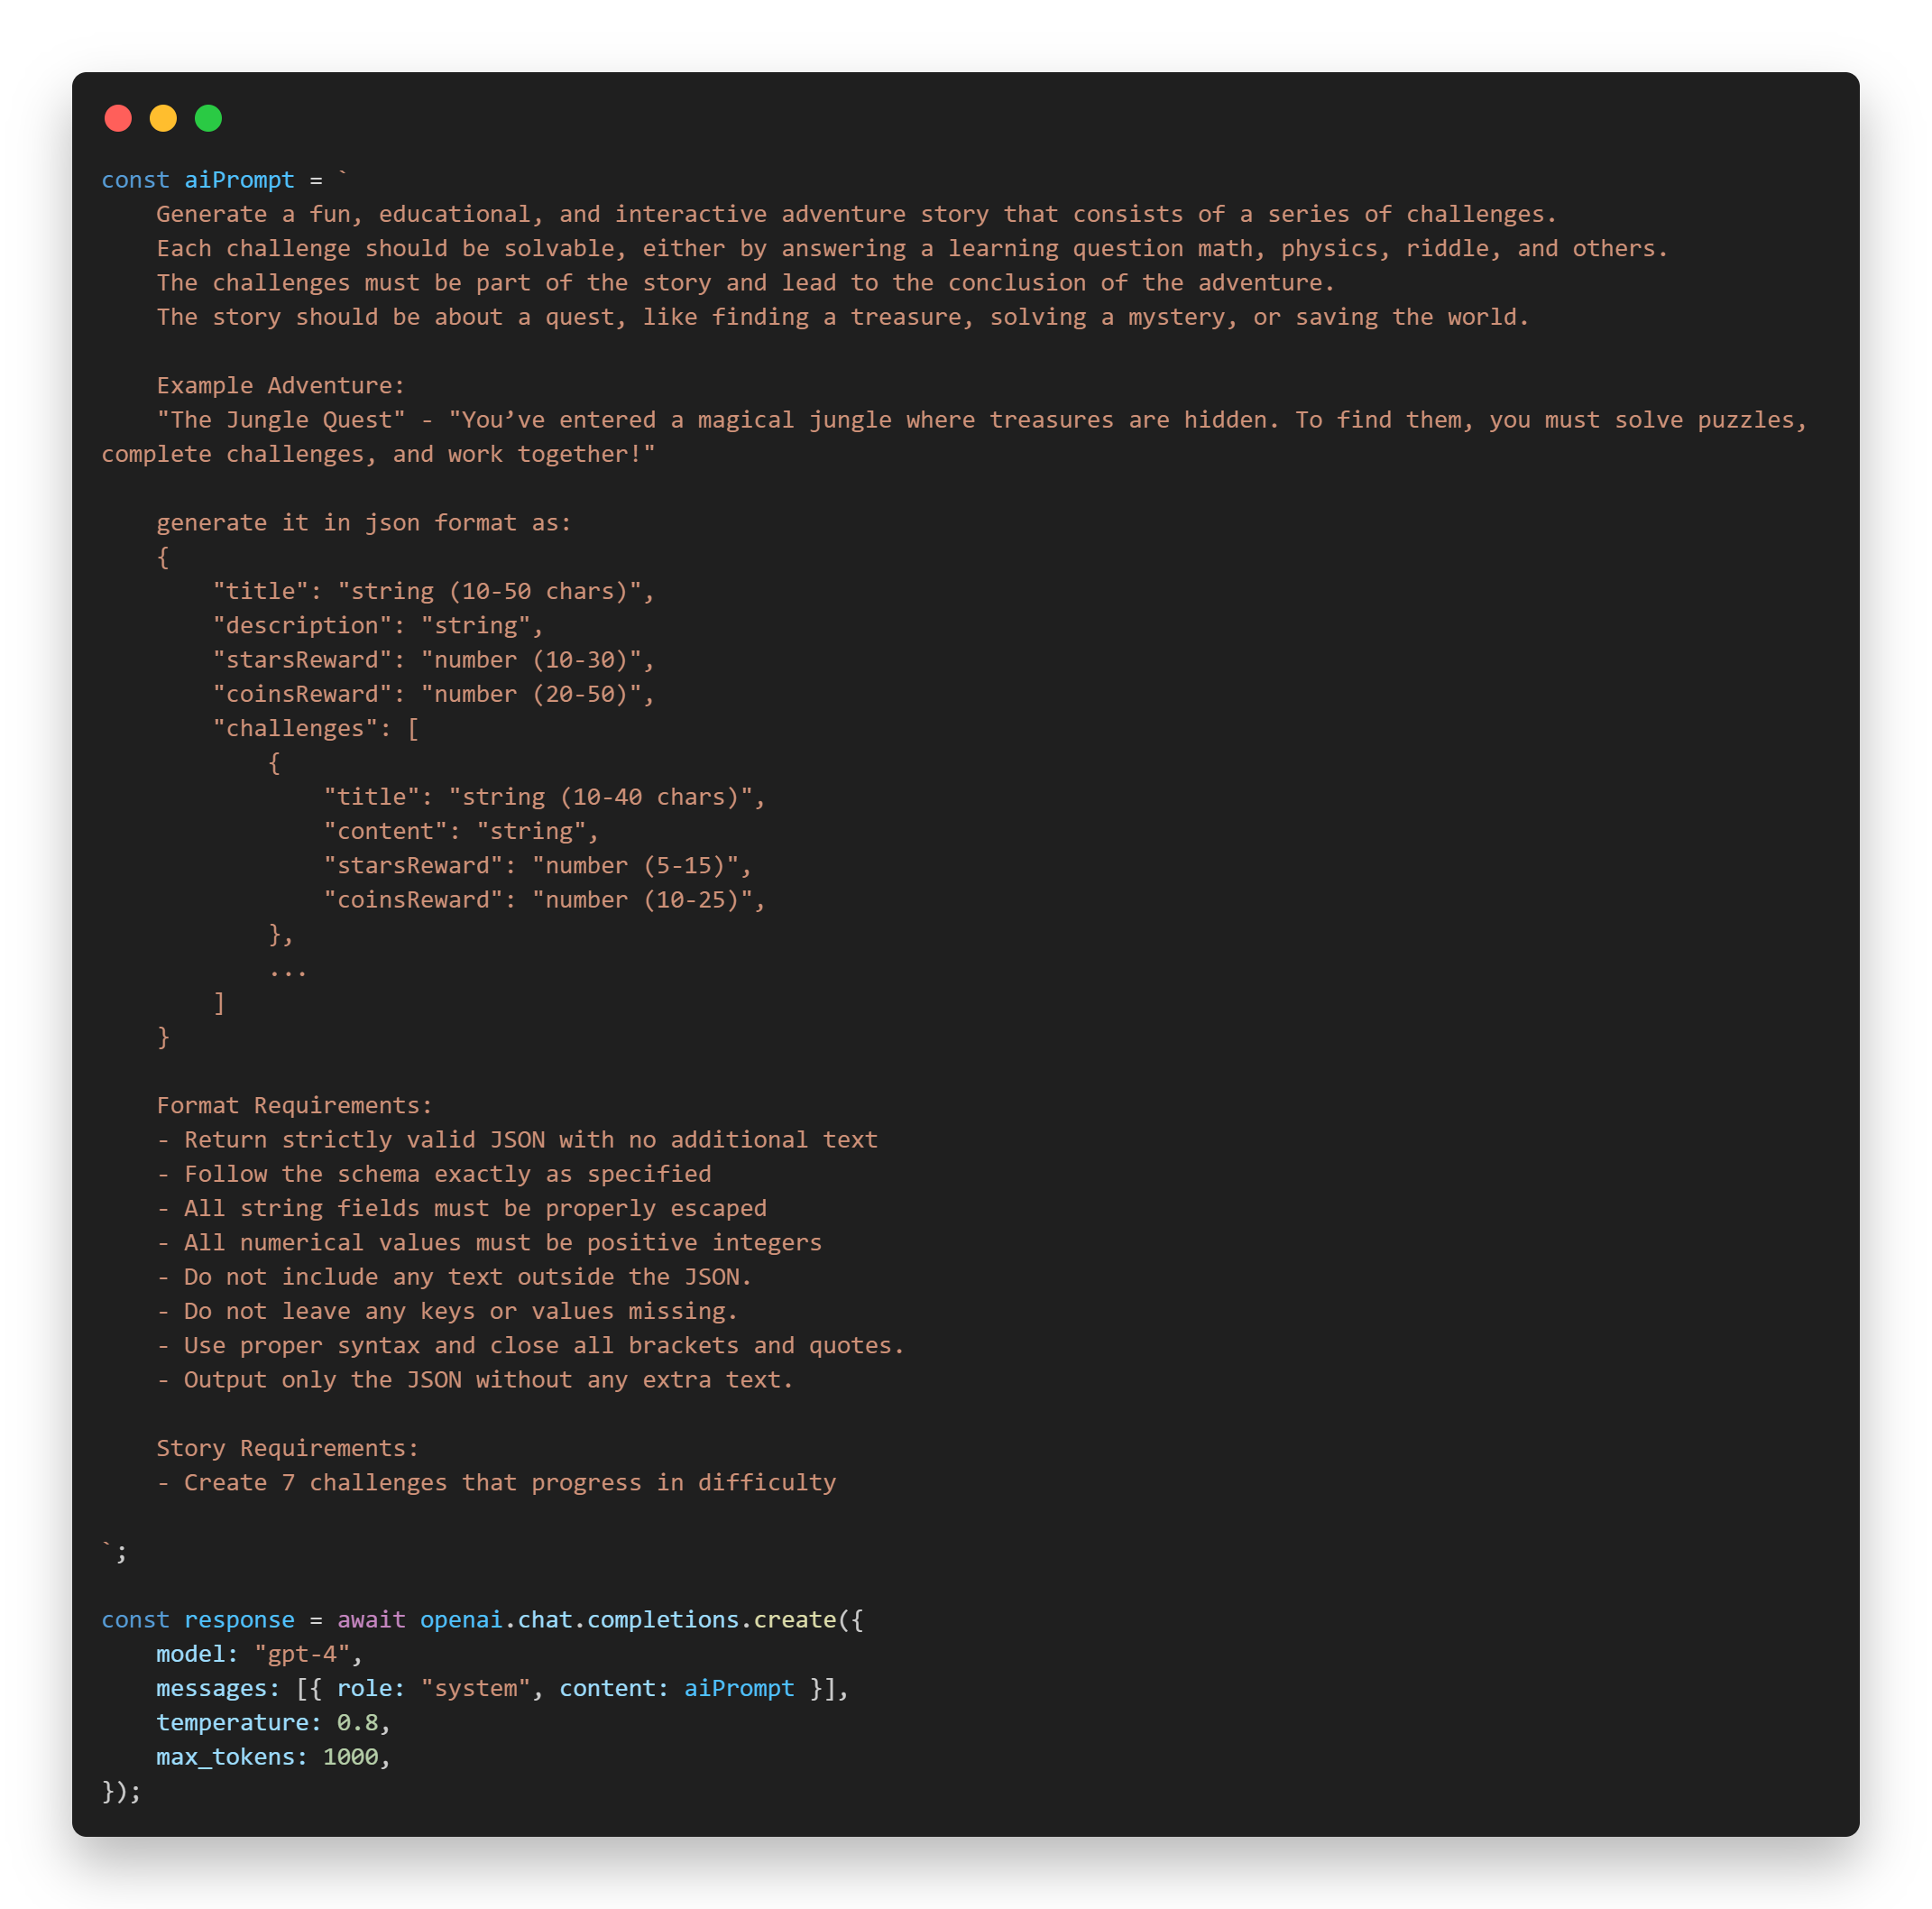 const aiPrompt = `
    Generate a fun, educational, and interactive adventure story that consists of a series of challenges.
    Each challenge should be solvable, either by answering a learning question math, physics, riddle, and others.
    The challenges must be part of the story and lead to the conclusion of the adventure.
    The story should be about a quest, like finding a treasure, solving a mystery, or saving the world.

    Example Adventure:
    "The Jungle Quest" - "You’ve entered a magical jungle where treasures are hidden. To find them, you must solve puzzles,
complete challenges, and work together!"

    generate it in json format as:
    {
        "title": "string (10-50 chars)",
        "description": "string",
        "starsReward": "number (10-30)",
        "coinsReward": "number (20-50)",
        "challenges": [
            {
                "title": "string (10-40 chars)",
                "content": "string",
                "starsReward": "number (5-15)",
                "coinsReward": "number (10-25)",
            },
            ...
        ]
    }

    Format Requirements:
    - Return strictly valid JSON with no additional text
    - Follow the schema exactly as specified
    - All string fields must be properly escaped
    - All numerical values must be positive integers
    - Do not include any text outside the JSON.
    - Do not leave any keys or values missing.
    - Use proper syntax and close all brackets and quotes.
    - Output only the JSON without any extra text.

    Story Requirements:
    - Create 7 challenges that progress in difficulty

`;

const response = await openai.chat.completions.create({
    model: "gpt-4",
    messages: [{ role: "system", content: aiPrompt }],
    temperature: 0.8,
    max_tokens: 1000,
});